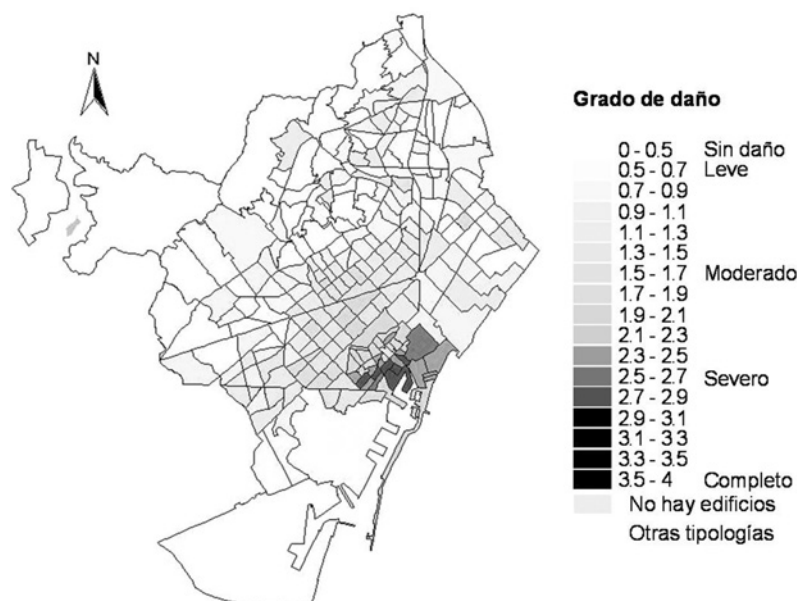 N
Grado de daño
0 - 0.5 Sin daño
0.5 - 0.7 Leve
0.7 - 0.9
0.9 - 1.1
1.1 - 1.3
1.3 - 1.5
1.5 - 1.7 Moderado
1.7 - 1.9
1.9 - 2.1
2.1 - 2.3
2.3 - 2.5
2.5 - 2.7 Severo
2.7 - 2.9
2.9 - 3.1
3.1 - 3.3
3.3 - 3.5
3.5 - 4 Completo
No hay edificios
Otras tipologías